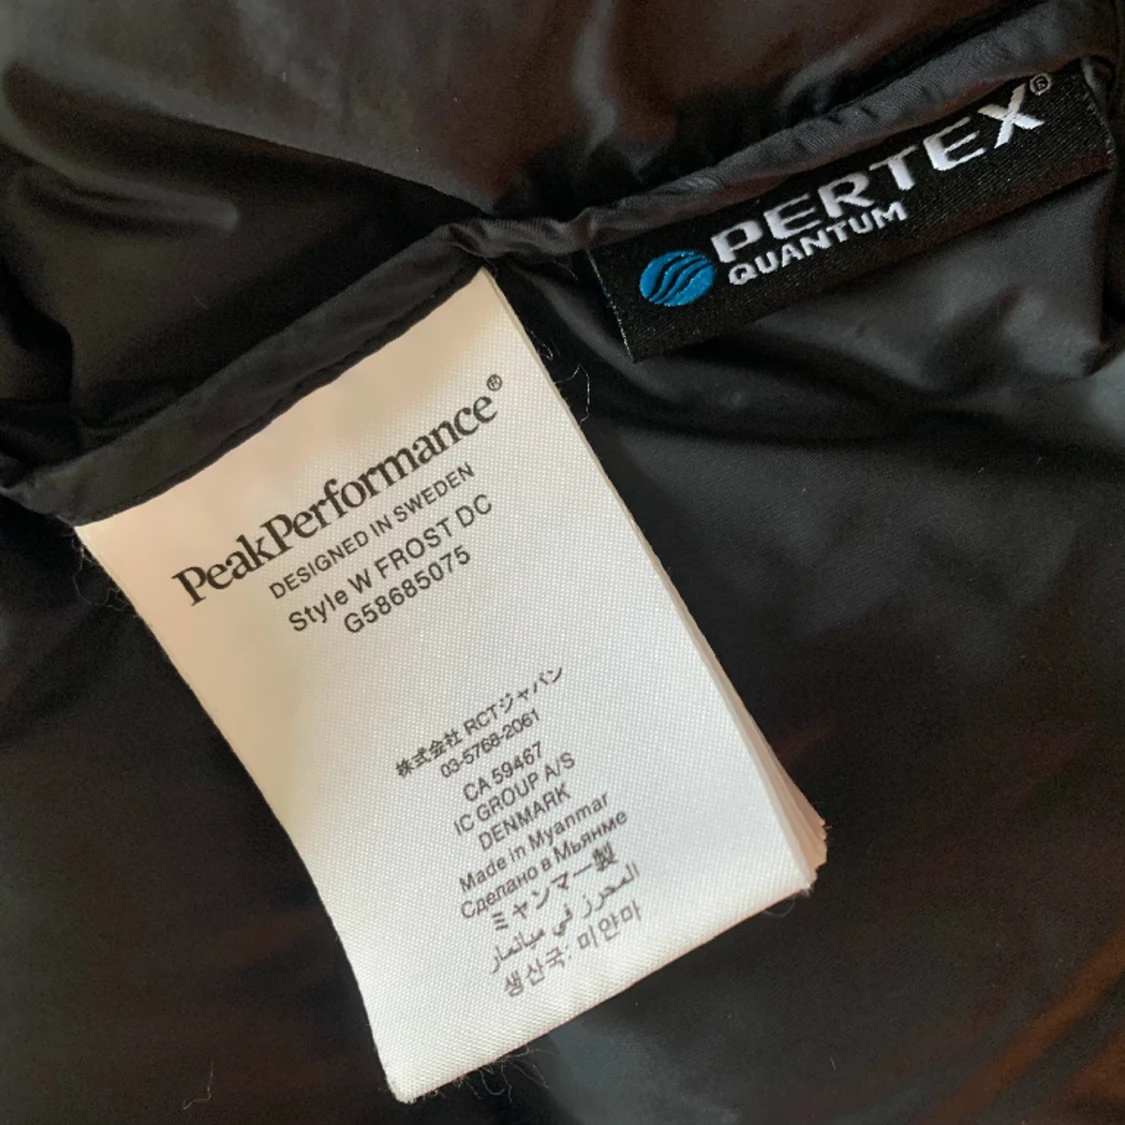 PERTEX®
QUANTUM
PeakPerformance®
DESIGNED IN SWEDEN
Style W FROST DC
G58685075
株式会社 RCTジャパン
03-5768-2061
CA 59467
IC GROUP A/S
DENMARK
Made in Myanmar
Сделано в Мьянме
ミャンマー製
المحرز في ميانمار
생산국: 미얀마